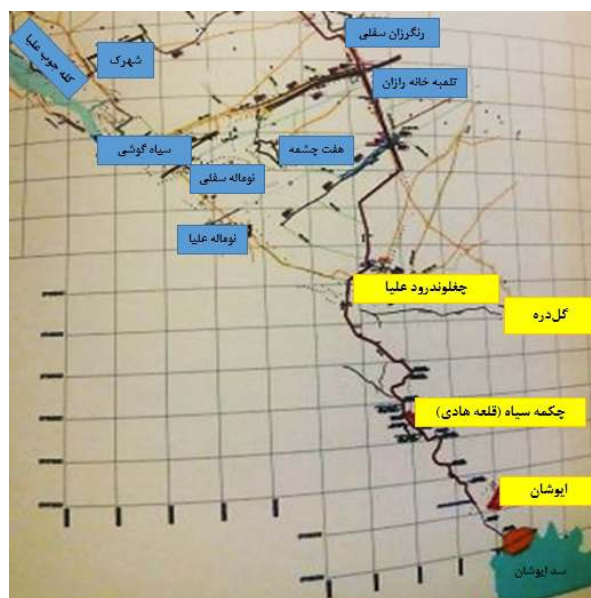 رنگرزان سفلی
کله جوب علیا
شهرک
تلمبه خانه رازان
سیاه گوشی
هفت چشمه
نوماله سفلی
نوماله علیا
چغلوندرود علیا
گل‌دره
چکمه سیاه (قلعه هادی)
ایوشان
سد ایوشان